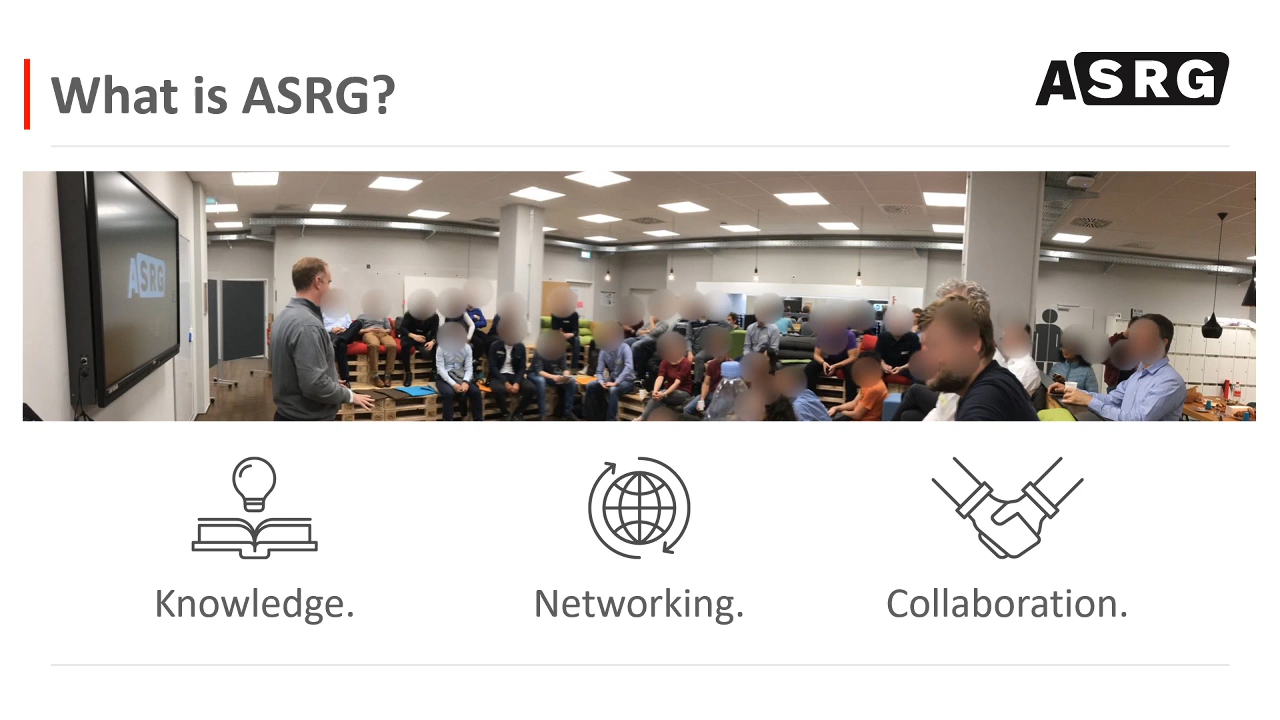 What is ASRG?
ASRG
ASRG
Knowledge.
Networking.
Collaboration.